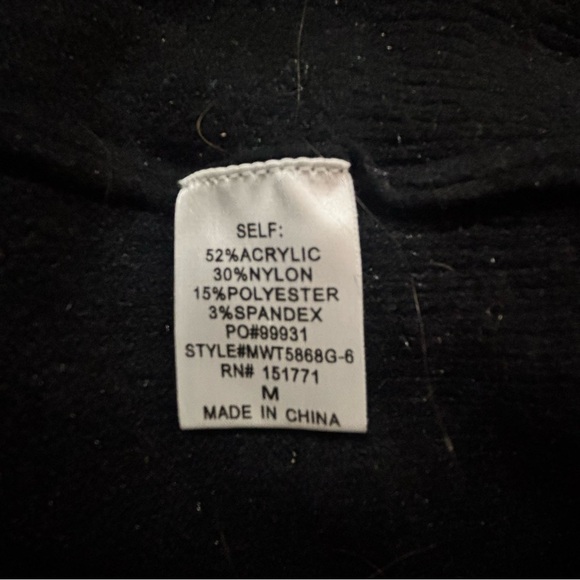 SELF:
52%ACRYLIC
30%NYLON
15%POLYESTER
3%SPANDEX
PO#99931
STYLE#MWT5868G-6
RN# 151771
M
MADE IN CHINA